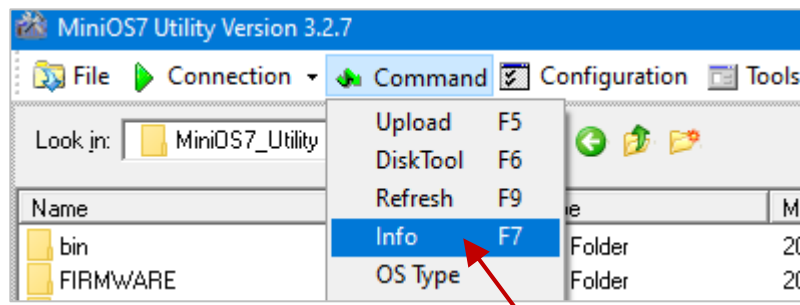 MiniOS7 Utility Version 3.2.7
File Connection Command Configuration Tools
Look in: MiniOS7_Utility
Upload F5
DiskTool F6
Refresh F9
Name
Info F7
bin Folder
OS Type
FIRMWARE Folder